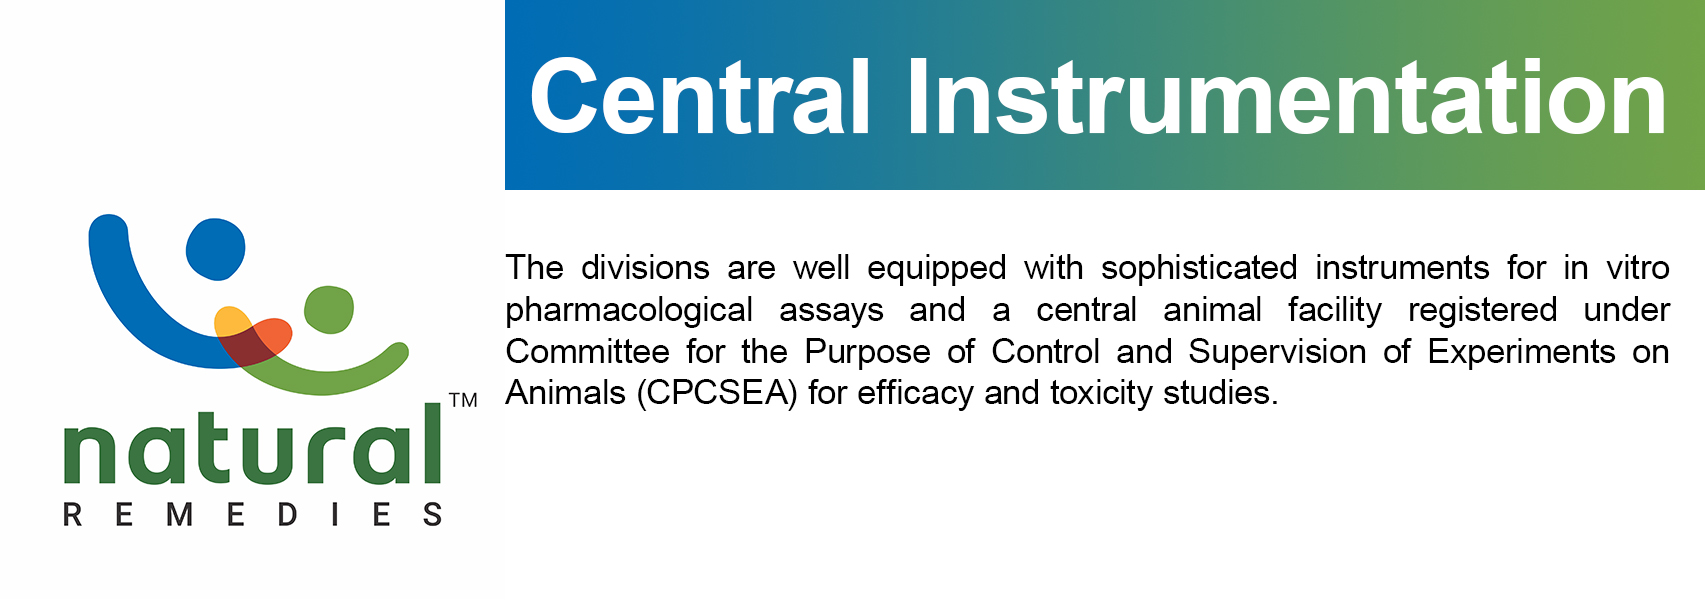 Central Instrumentation
The divisions are well equipped with sophisticated instruments for in vitro
pharmacological assays and a central animal facility registered under
Committee for the Purpose of Control and Supervision of Experiments on
Animals (CPCSEA) for efficacy and toxicity studies.
natural™
REMEDIES